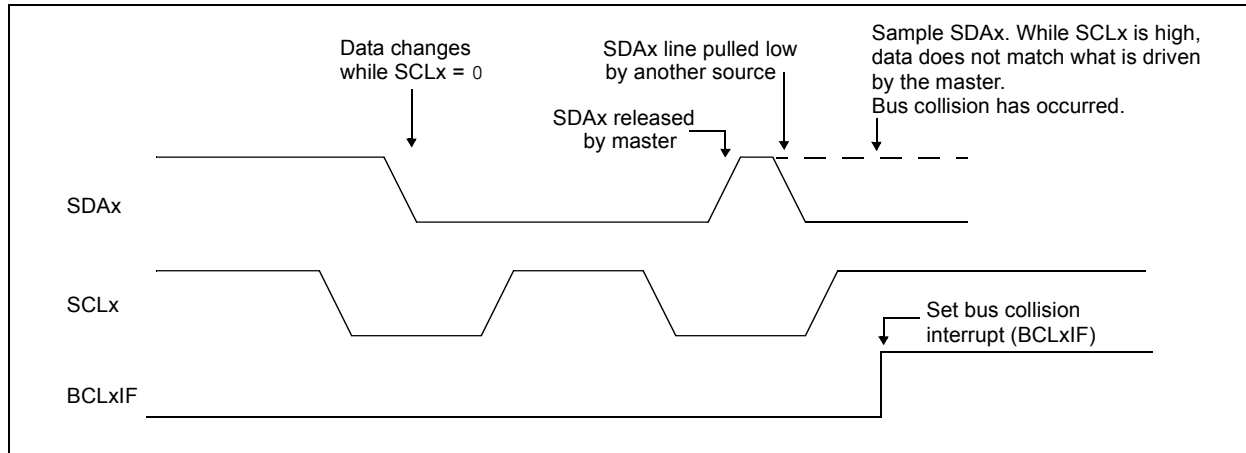 Data changes
while SCLx = 0
SDAx line pulled low
by another source
Sample SDAx. While SCLx is high,
data does not match what is driven
by the master.
Bus collision has occurred.
SDAx released
by master
SDAx
SCLx
Set bus collision
interrupt (BCLxIF)
BCLxIF